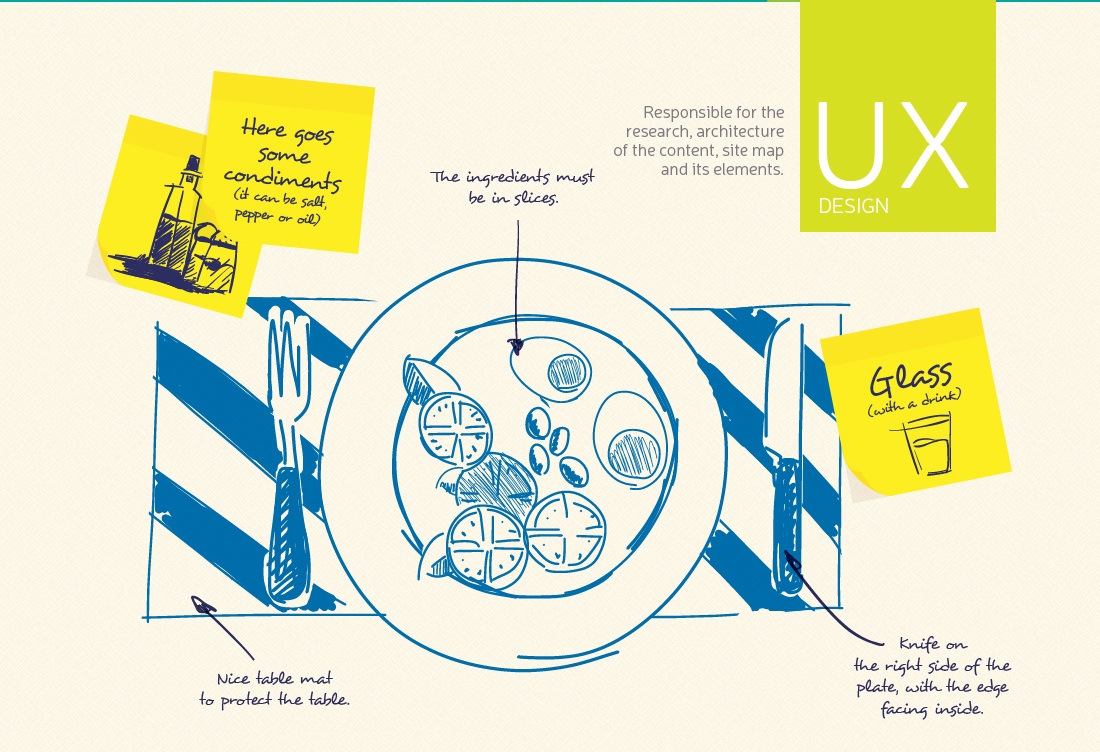 Responsible for the
research, architecture
of the content, site map
and its elements.
UX
DESIGN
Here goes
some
condiments
(it can be salt,
pepper or oil)
The ingredients must
be in slices.
Glass
(with a drink)
Nice table mat
to protect the table.
Knife on
the right side of the
plate, with the edge
facing inside.